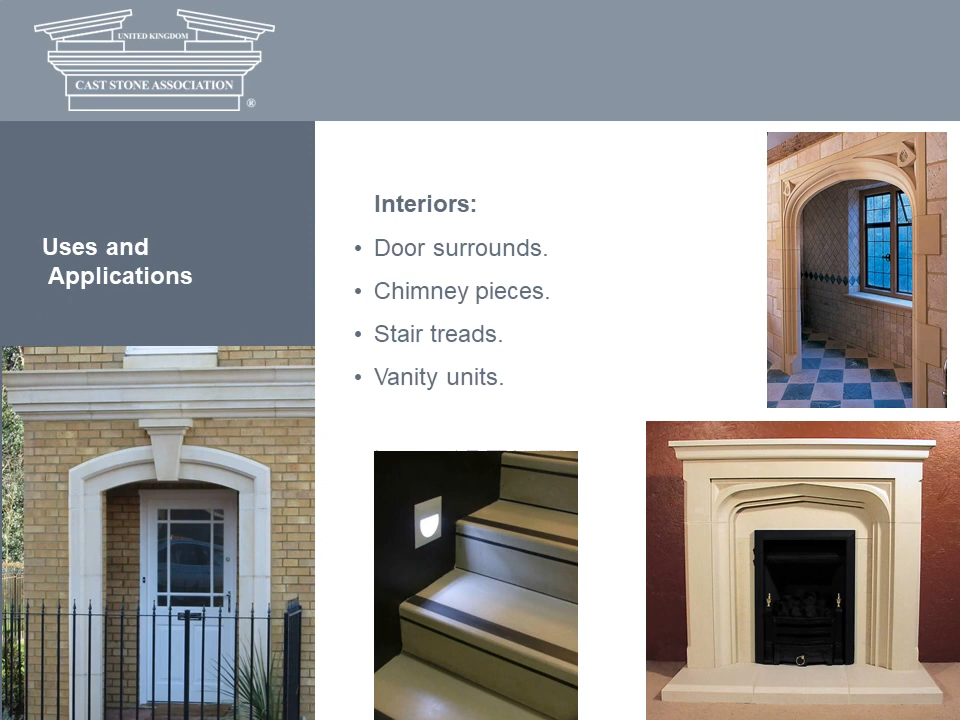 UNITED KINGDOM
CAST STONE ASSOCIATION
®
Uses and
Applications
Interiors:
• Door surrounds.
• Chimney pieces.
• Stair treads.
• Vanity units.